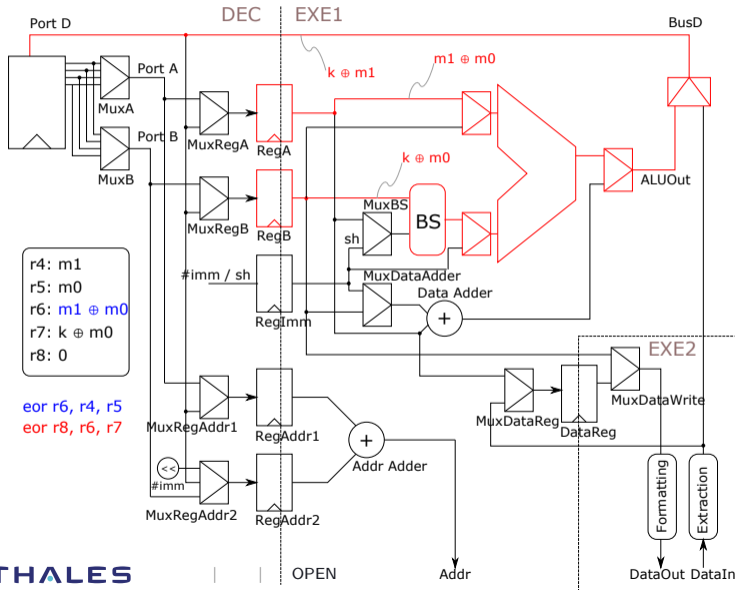 DEC
EXE1
Port D
BusD
k ⊕ m1
m1 ⊕ m0
Port A
MuxA
MuxRegA
RegA
Port B
MuxB
MuxRegB
RegB
k ⊕ m0
ALUOut
MuxBS
BS
sh
#imm / sh
RegImm
MuxDataAdder
Data Adder
+
r4: m1
r5: m0
r6: m1 ⊕ m0
r7: k ⊕ m0
r8: 0
EXE2
MuxDataWrite
MuxDataReg
DataReg
eor r6, r4, r5
eor r8, r6, r7
MuxRegAddr1
RegAddr1
+
Addr Adder
<<
#imm
MuxRegAddr2
RegAddr2
Formatting
Extraction
THALES
OPEN
Addr
DataOut
DataIn